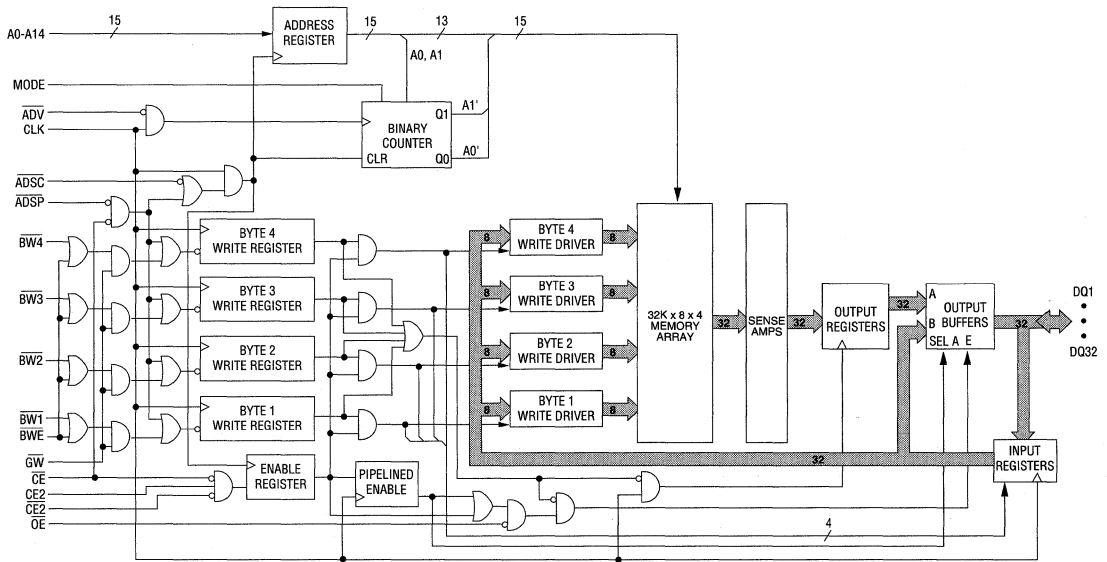 A0-A14
15
ADDRESS
REGISTER
15
13
15
A0, A1
MODE
ADV
CLK
BINARY
COUNTER
CLR
Q1
Q0
A1'
A0'
ADSC
ADSP
BW4
BYTE 4
WRITE REGISTER
8
BYTE 4
WRITE DRIVER
8
BW3
BYTE 3
WRITE REGISTER
8
BYTE 3
WRITE DRIVER
8
BW2
BYTE 2
WRITE REGISTER
8
BYTE 2
WRITE DRIVER
8
BW1
BWE
BYTE 1
WRITE REGISTER
8
BYTE 1
WRITE DRIVER
8
32K x 8 x 4
MEMORY
ARRAY
32
SENSE
AMPS
32
OUTPUT
REGISTERS
32
A
B
OUTPUT
BUFFERS
SEL A E
32
DQ1
DQ32
GW
CE
CE2
CE2
OE
ENABLE
REGISTER
PIPELINED
ENABLE
32
INPUT
REGISTERS
4